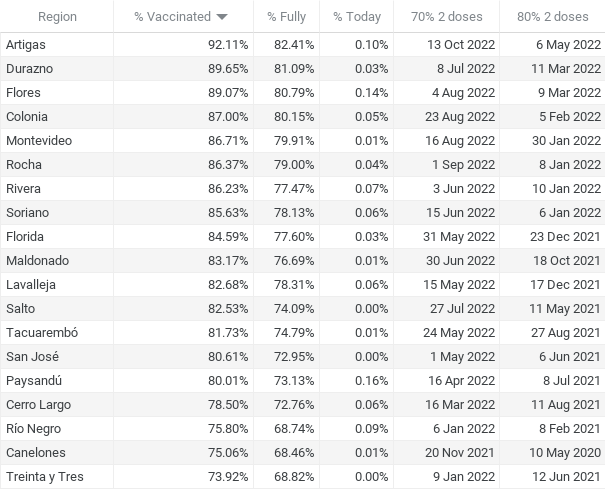 Region % Vaccinated % Fully % Today 70% 2 doses 80% 2 doses
Artigas 92.11% 82.41% 0.10% 13 Oct 2022 6 May 2022
Durazno 89.65% 81.09% 0.03% 8 Jul 2022 11 Mar 2022
Flores 89.07% 80.79% 0.14% 4 Aug 2022 9 Mar 2022
Colonia 87.00% 80.15% 0.05% 23 Aug 2022 5 Feb 2022
Montevideo 86.71% 79.91% 0.01% 16 Aug 2022 30 Jan 2022
Rocha 86.37% 79.00% 0.04% 1 Sep 2022 8 Jan 2022
Rivera 86.23% 77.47% 0.07% 3 Jun 2022 10 Jan 2022
Soriano 85.63% 78.13% 0.06% 15 Jun 2022 6 Jan 2022
Florida 84.59% 77.60% 0.03% 31 May 2022 23 Dec 2021
Maldonado 83.17% 76.69% 0.01% 30 Jun 2022 18 Oct 2021
Lavalleja 82.68% 78.31% 0.06% 15 May 2022 17 Dec 2021
Salto 82.53% 74.09% 0.00% 27 Jul 2022 11 May 2021
Tacuarembó 81.73% 74.79% 0.01% 24 May 2022 27 Aug 2021
San José 80.61% 72.95% 0.00% 1 May 2022 6 Jun 2021
Paysandú 80.01% 73.13% 0.16% 16 Apr 2022 8 Jul 2021
Cerro Largo 78.50% 72.76% 0.06% 16 Mar 2022 11 Aug 2021
Río Negro 75.80% 68.74% 0.09% 6 Jan 2022 8 Feb 2021
Canelones 75.06% 68.46% 0.01% 20 Nov 2021 10 May 2020
Treinta y Tres 73.92% 68.82% 0.00% 9 Jan 2022 12 Jun 2021